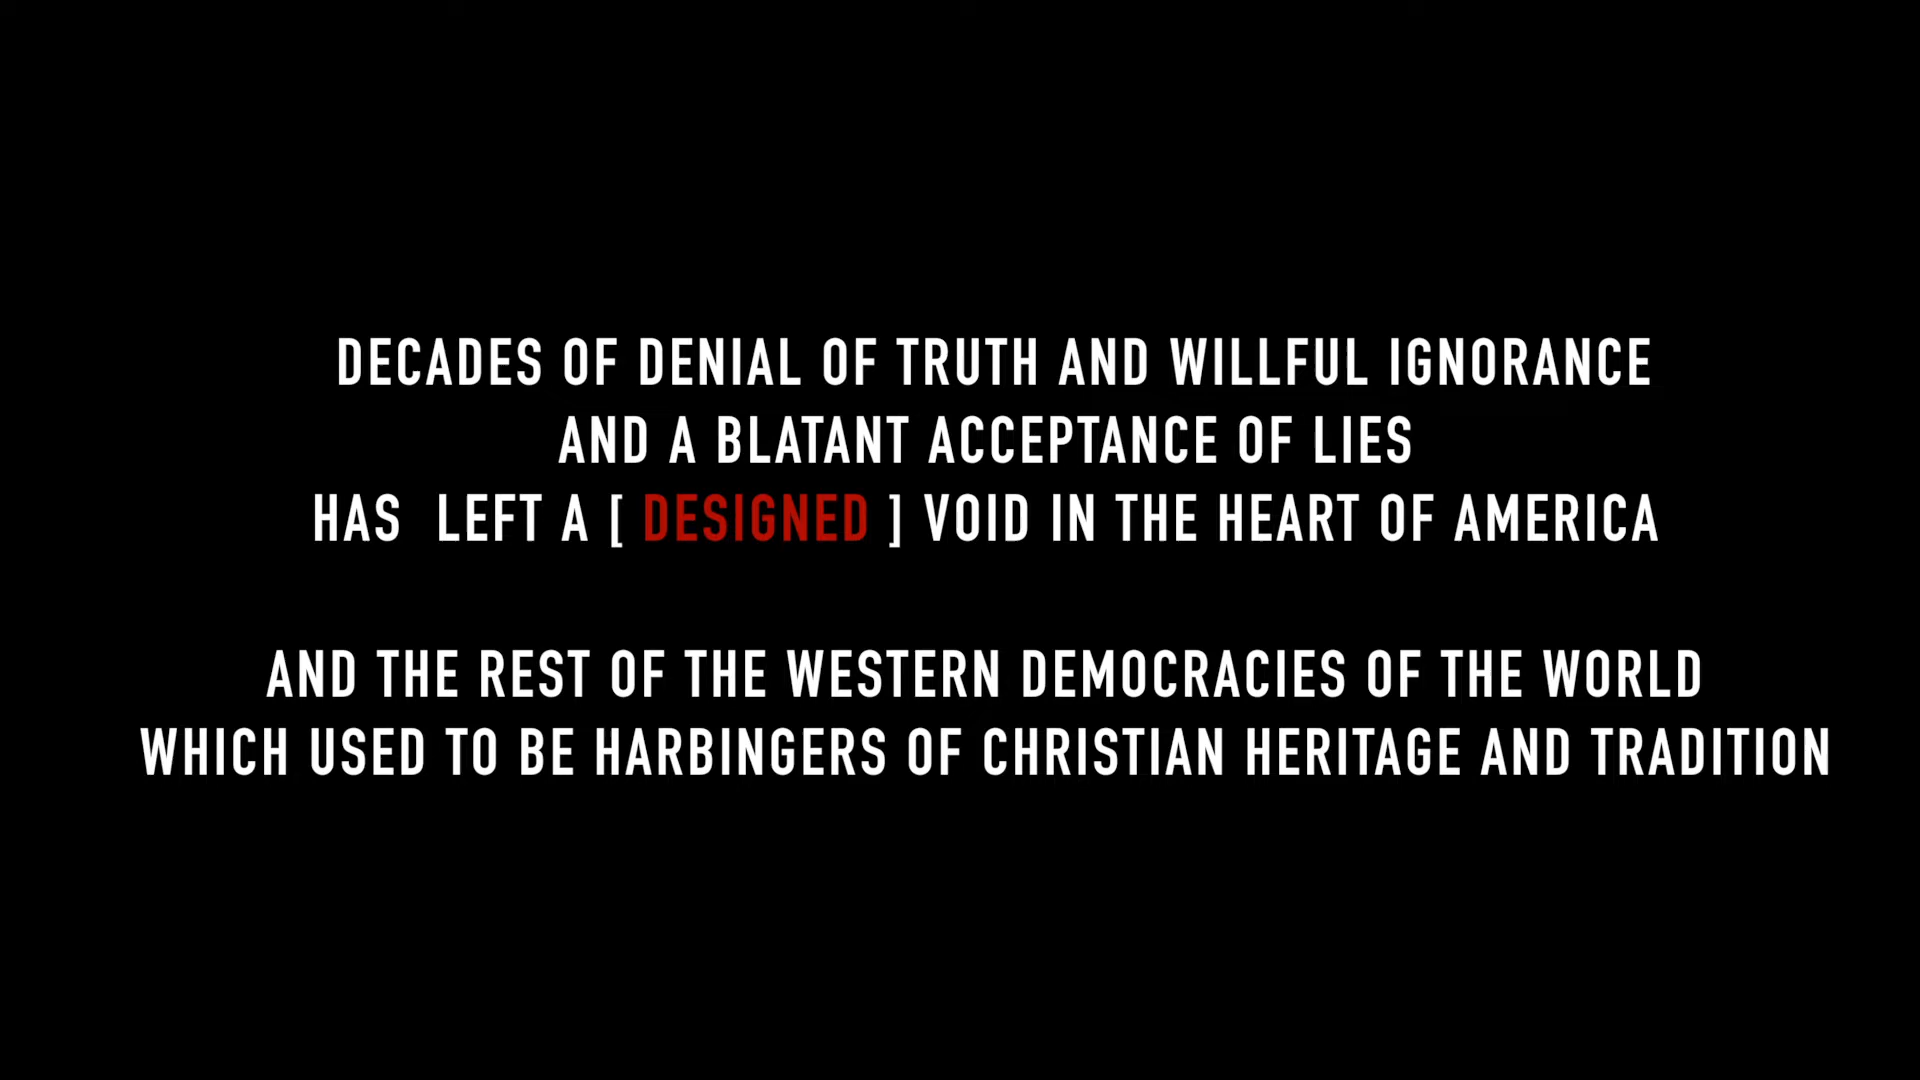 DECADES OF DENIAL OF TRUTH AND WILLFUL IGNORANCE
AND A BLATANT ACCEPTANCE OF LIES
HAS  LEFT A [ DESIGNED ] VOID IN THE HEART OF AMERICA
AND THE REST OF THE WESTERN DEMOCRACIES OF THE WORLD
WHICH USED TO BE HARBINGERS OF CHRISTIAN HERITAGE AND TRADITION